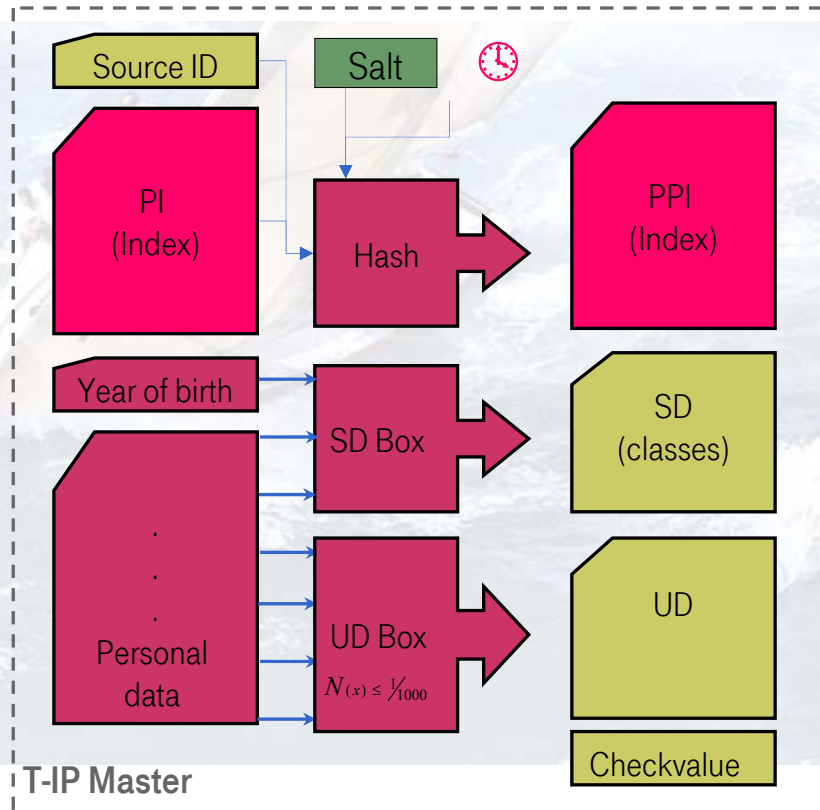 Source ID
Salt
PI
(Index)
Hash
PPI
(Index)
Year of birth
SD Box
SD
(classes)
.
.
.
Personal
data
UD Box
N(x) ≤ 1/1000
UD
Checkvalue
T-IP Master